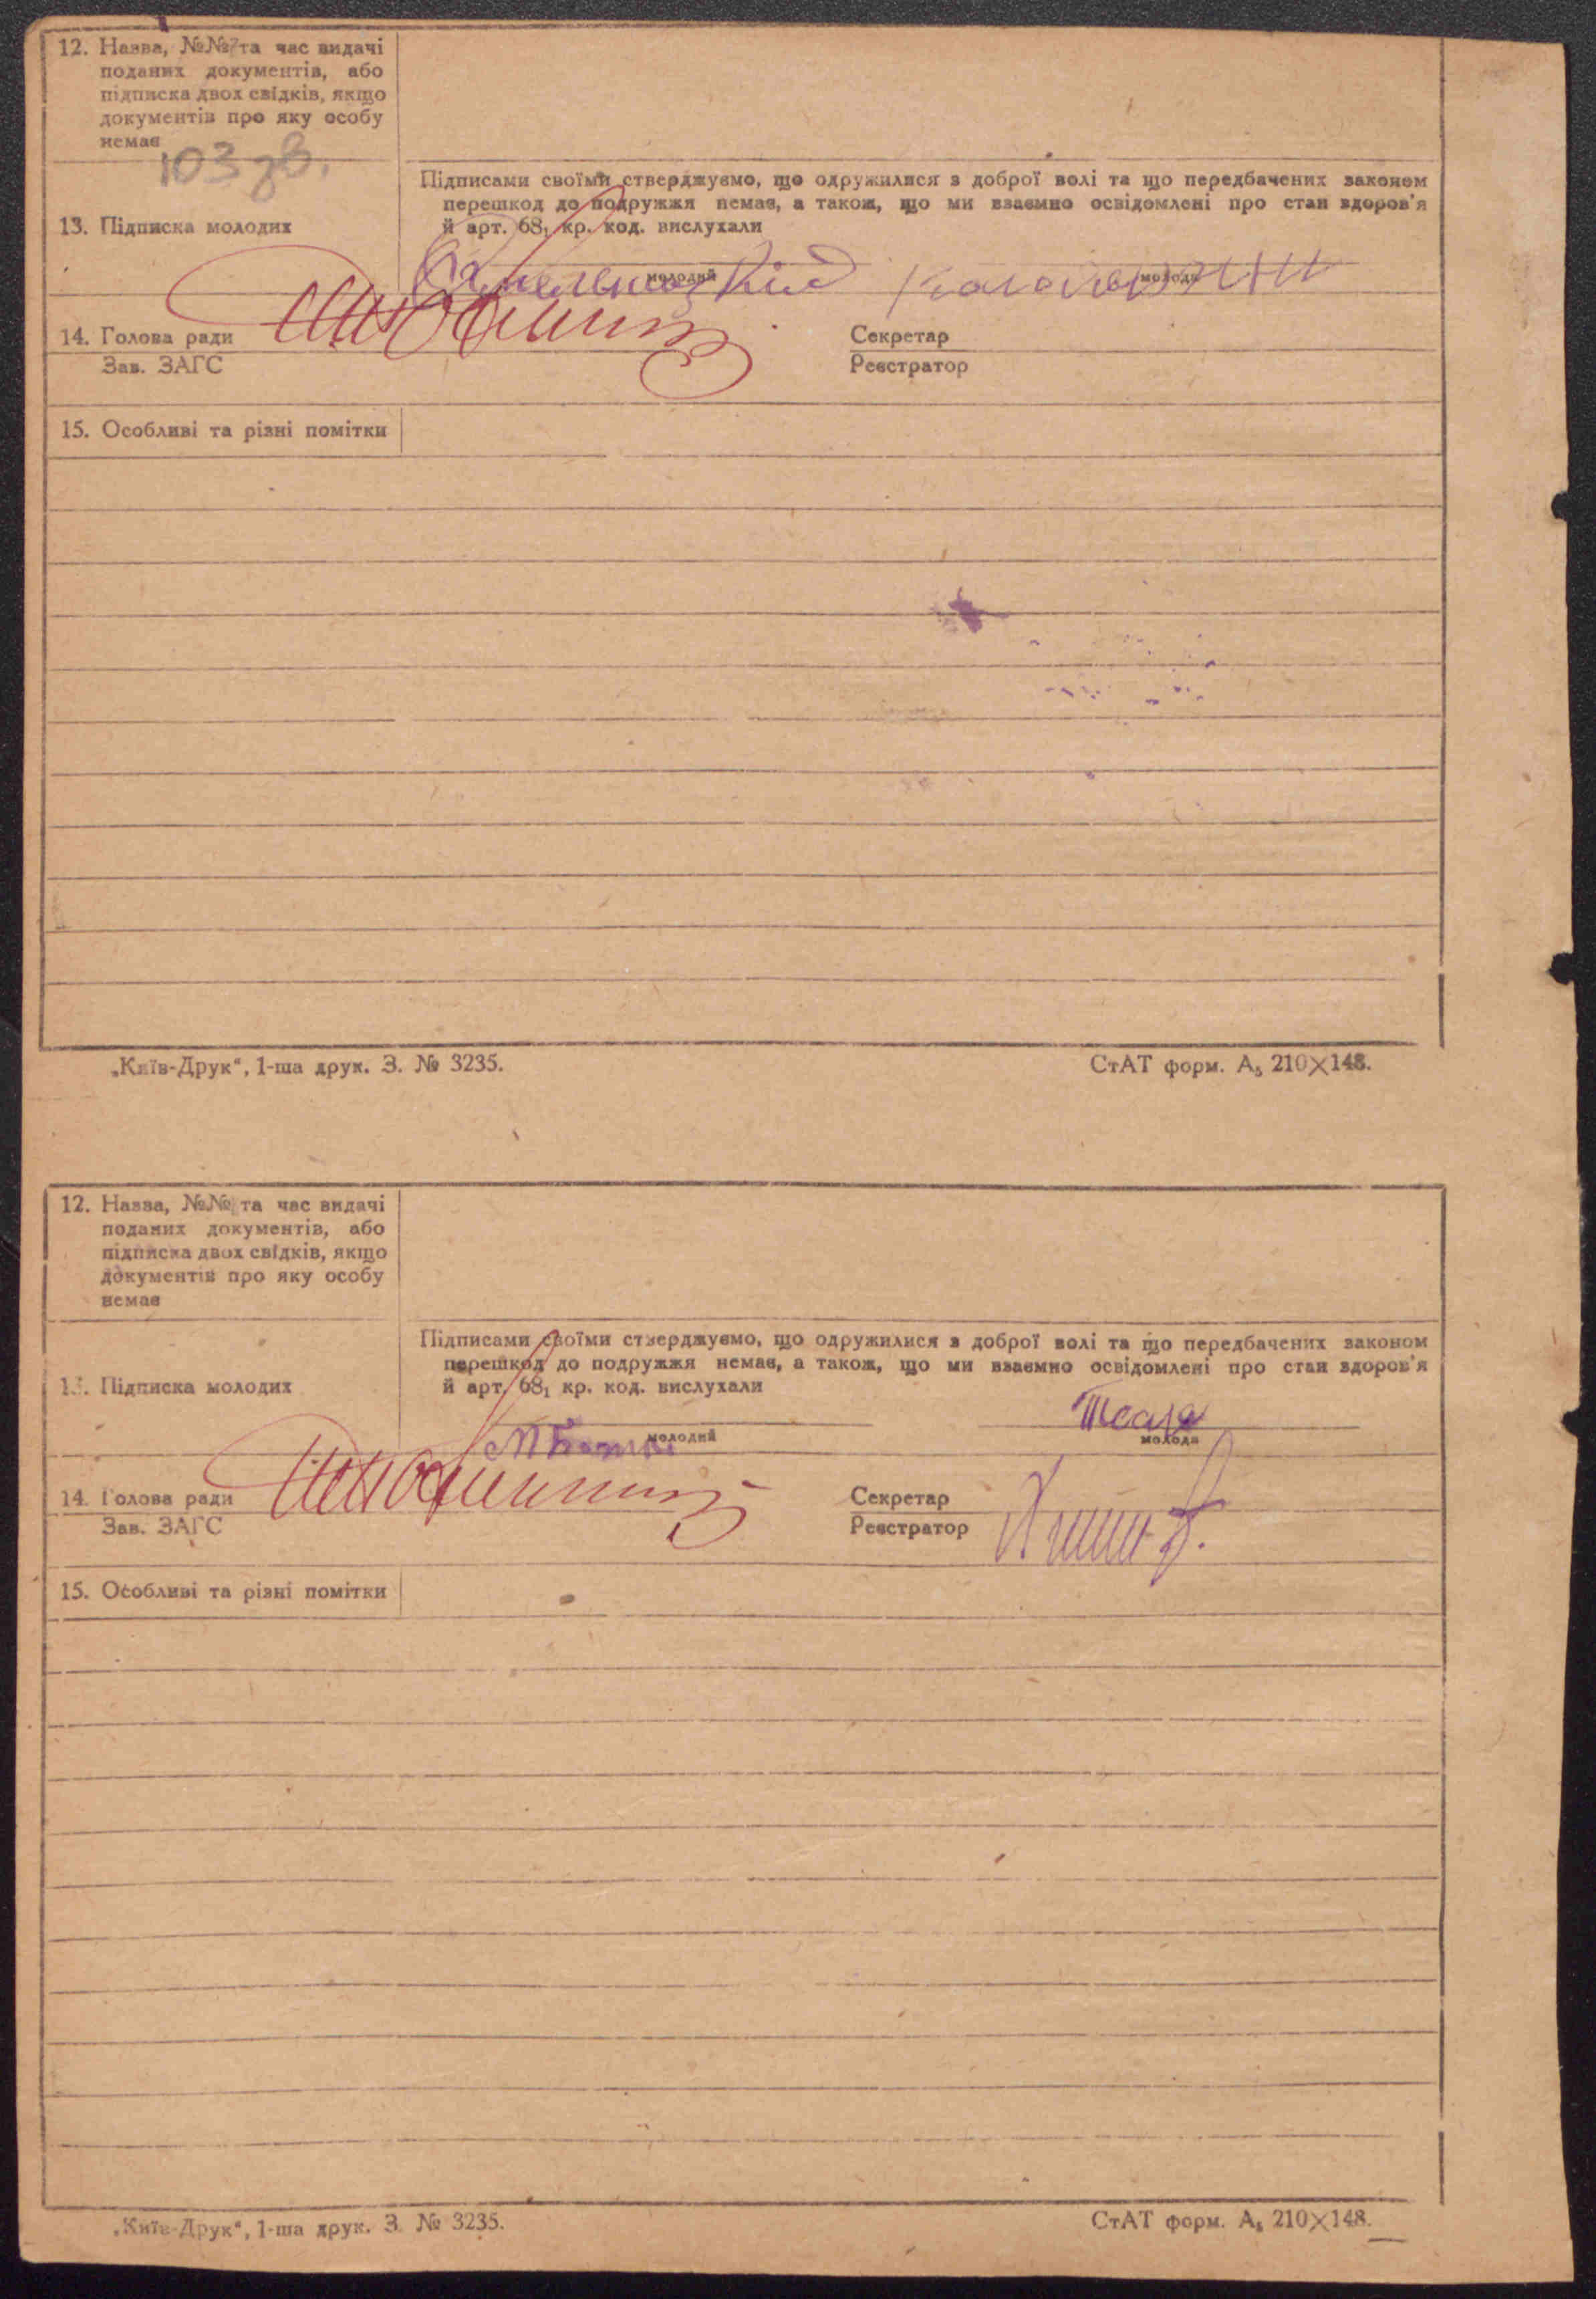 12. Назва, №№ та час видачі
поданих документів, або
підписка двох свідків, якщо
документів про яку особу
немає
103 зв.
Підписами своїми стверджуємо, що одружилися з доброї волі та що передбачених законом
перешкод до подружжя немає, а також, що ми взаємно освідомлені про стан здоров'я
13. Підписка молодих
й арт. 68₁ кр. код. вислухали
молодий
молода
14. Голова ради
Секретар
Зав. ЗАГС
Реєстратор
15. Особливі та різні помітки
„Київ-Друк“, 1-ша друк. З. № 3235.
СтАТ форм. А₅ 210×148.
12. Назва, №№ та час видачі
поданих документів, або
підписка двох свідків, якщо
документів про яку особу
немає
Підписами своїми стверджуємо, що одружилися з доброї волі та що передбачених законом
перешкод до подружжя немає, а також, що ми взаємно освідомлені про стан здоров'я
13. Підписка молодих
й арт. 68₁ кр. код. вислухали
молодий
молода
14. Голова ради
Секретар
Зав. ЗАГС
Реєстратор
15. Особливі та різні помітки
„Київ-Друк“, 1-ша друк. З. № 3235.
СтАТ форм. А₅ 210×148.